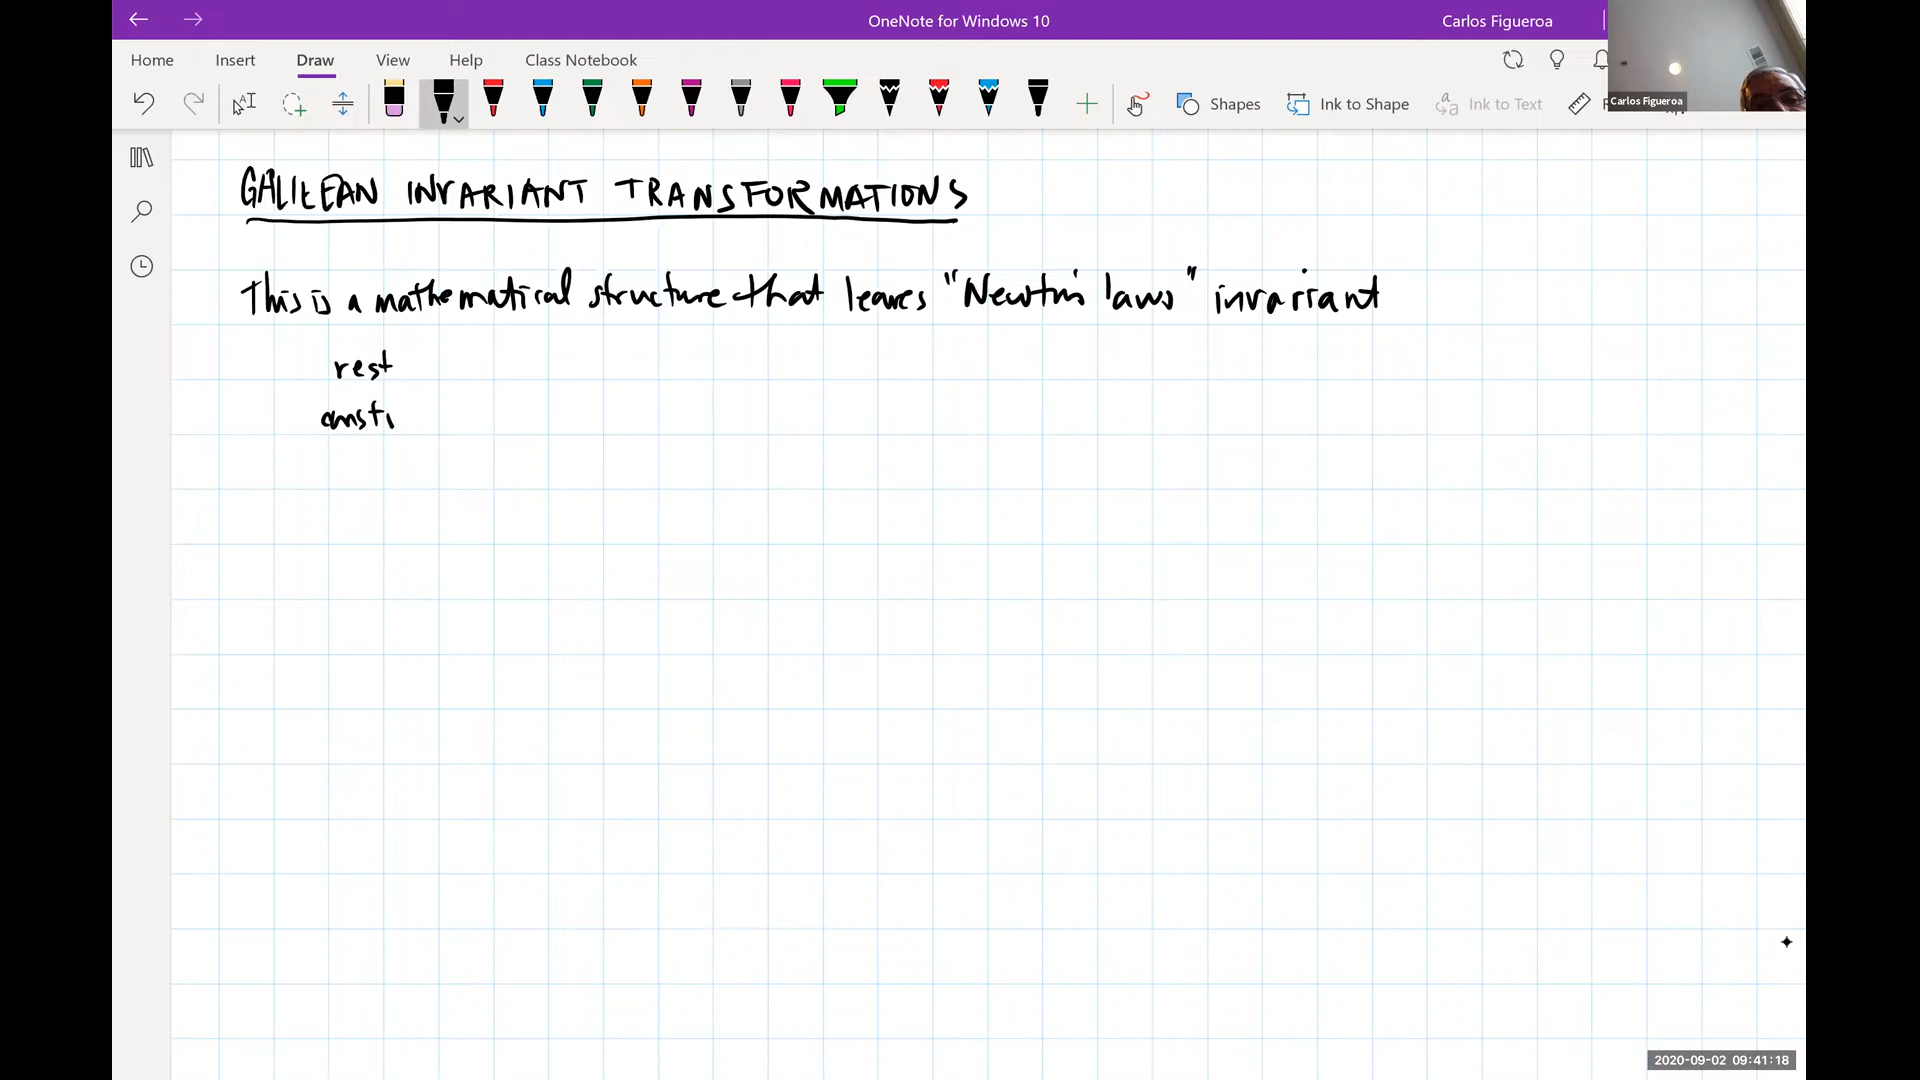 OneNote for Windows 10
Carlos Figueroa
Home Insert Draw View Help Class Notebook
Shapes Ink to Shape Ink to Text
Carlos Figueroa
GALILEAN INVARIANT TRANSFORMATIONS
This is a mathematical structure that leaves "Newton's laws" invariant
rest
consti
2020-09-02 09:41:18